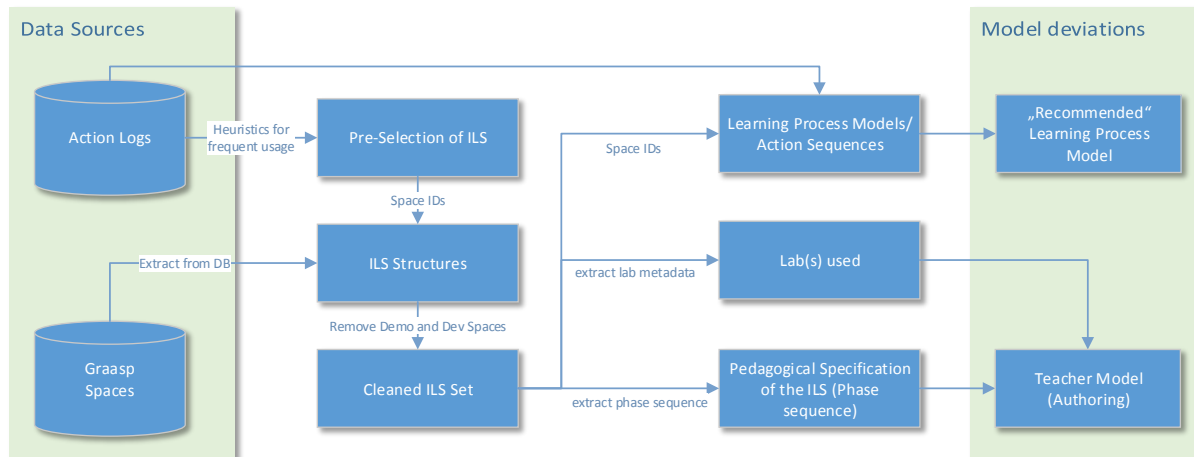 Data Sources
Model deviations
Action Logs
Heuristics for
frequent usage
Pre-Selection of ILS
Space IDs
Learning Process Models/
Action Sequences
„Recommended“
Learning Process
Model
Space IDs
Extract from DB
ILS Structures
extract lab metadata
Lab(s) used
Remove Demo and Dev Spaces
Graasp
Spaces
Cleaned ILS Set
extract phase sequence
Pedagogical Specification
of the ILS (Phase
sequence)
Teacher Model
(Authoring)